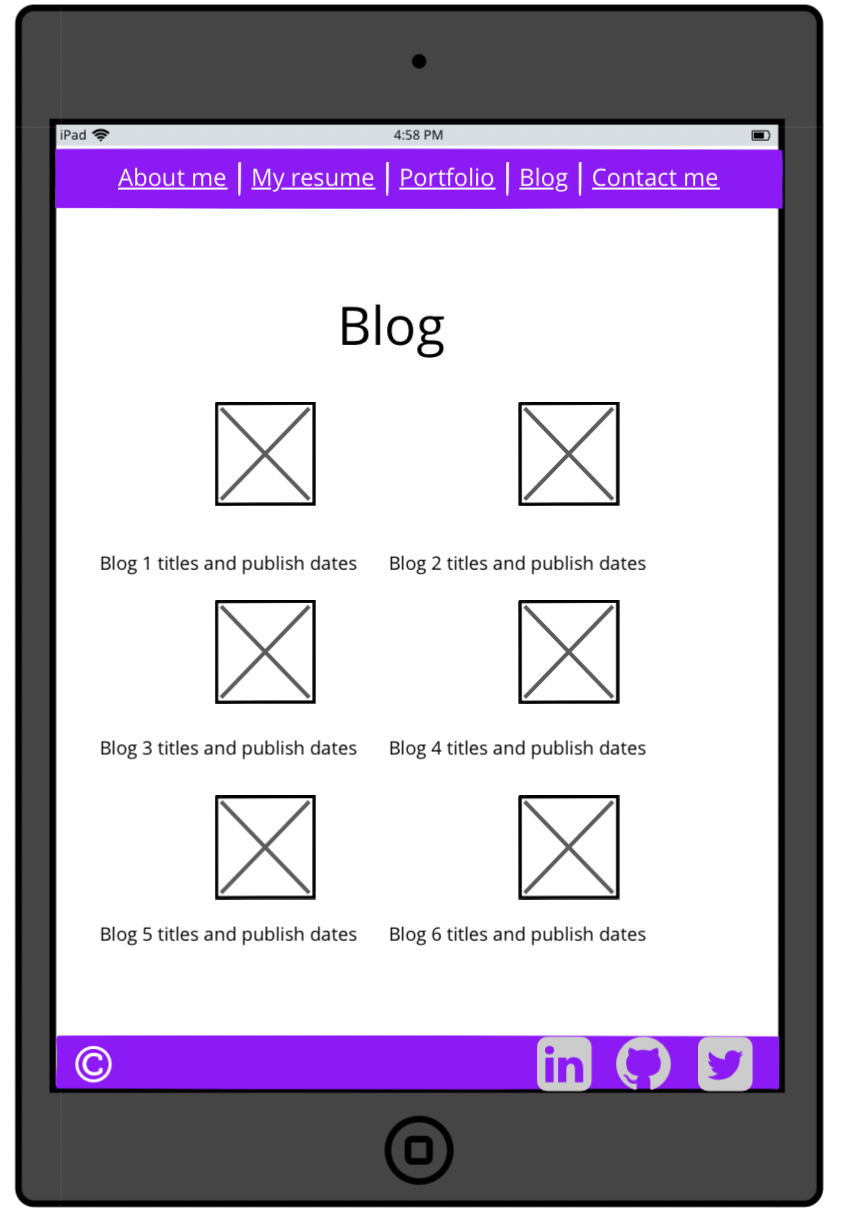 iPad 4:58 PM
About me | My resume | Portfolio | Blog | Contact me
Blog
Blog 1 titles and publish dates Blog 2 titles and publish dates
Blog 3 titles and publish dates Blog 4 titles and publish dates
Blog 5 titles and publish dates Blog 6 titles and publish dates
© in